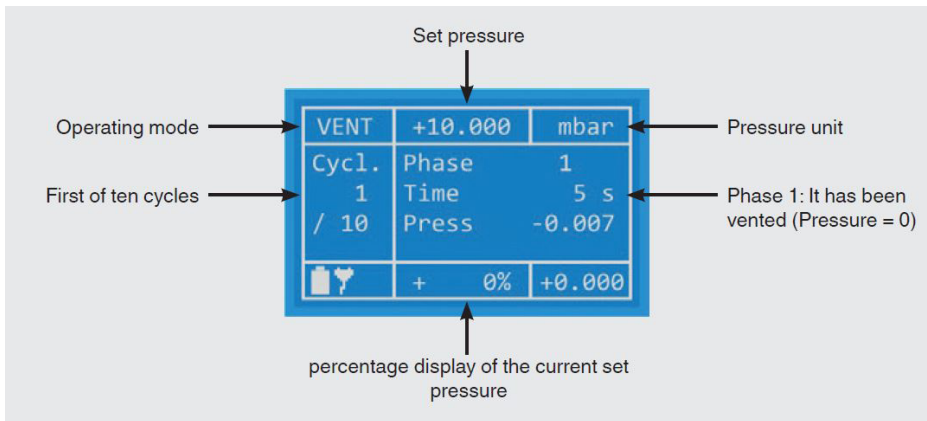 Set pressure
Operating mode
VENT
+10.000
mbar
Pressure unit
First of ten cycles
Cycl.
1
/ 10
Phase 1
Time 5 s
Press -0.007
Phase 1: It has been
vented (Pressure = 0)
+ 0%
+0.000
percentage display of the current set
pressure